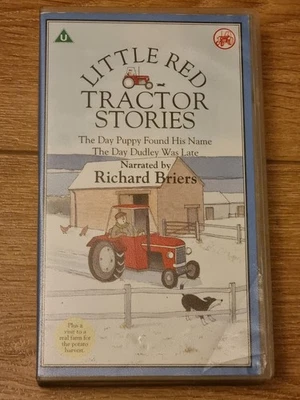 U
LITTLE RED
TRACTOR
STORIES
The Day Puppy Found His Name
The Day Dudley Was Late
Narrated by
Richard Briers
Plus a
visit to a
real farm for
the potato
harvest